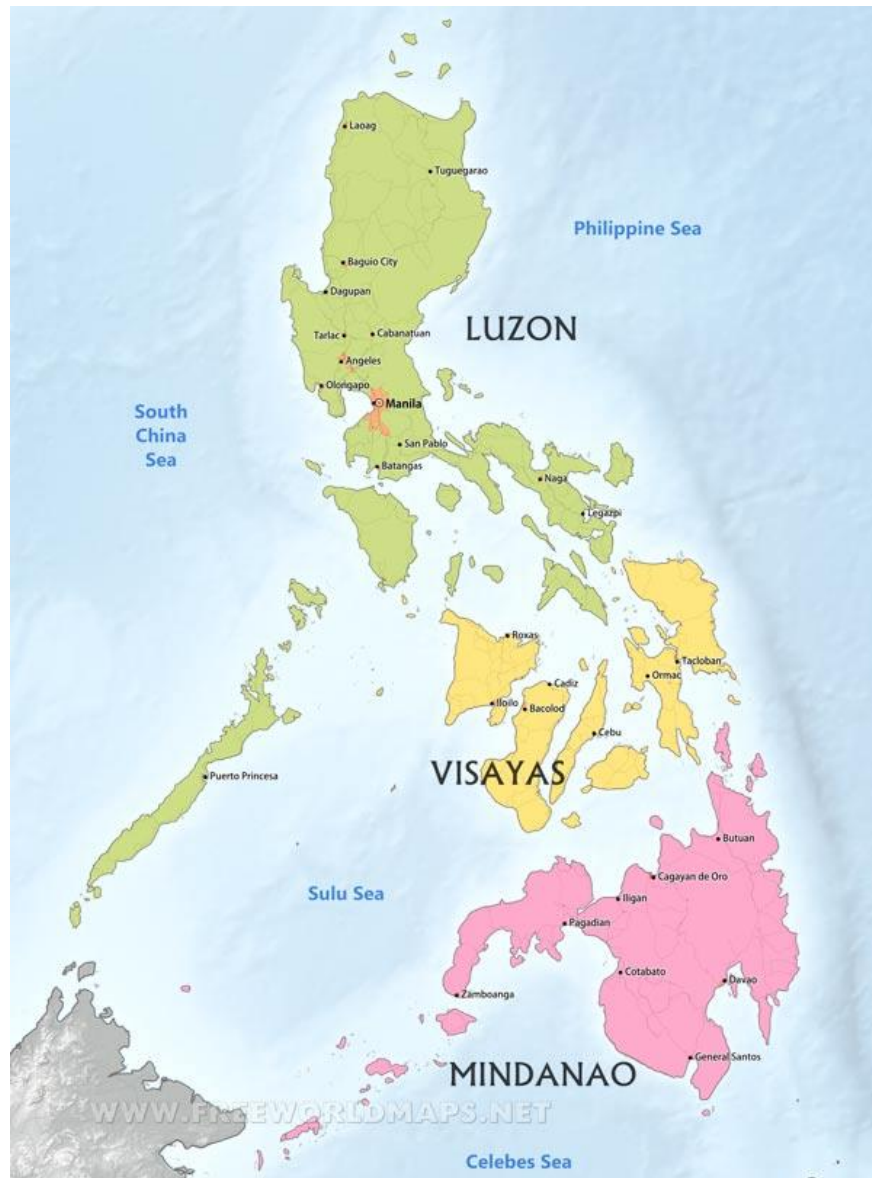 Laoag
Tuguegarao
Philippine Sea
Baguio City
Dagupan
LUZON
Tarlac
Cabanatuan
Angeles
Olongapo
Manila
South
China
Sea
San Pablo
Batangas
Naga
Legazpi
Roxas
Tacloban
Ormac
Cadiz
Iloilo
Bacolod
Cebu
VISAYAS
Puerto Princesa
Butuan
Cagayan de Oro
Sulu Sea
Iligan
Pagadian
Cotabato
Davao
Zamboanga
General Santos
MINDANAO
WWW.FREEWORLDMAPS.NET
Celebes Sea